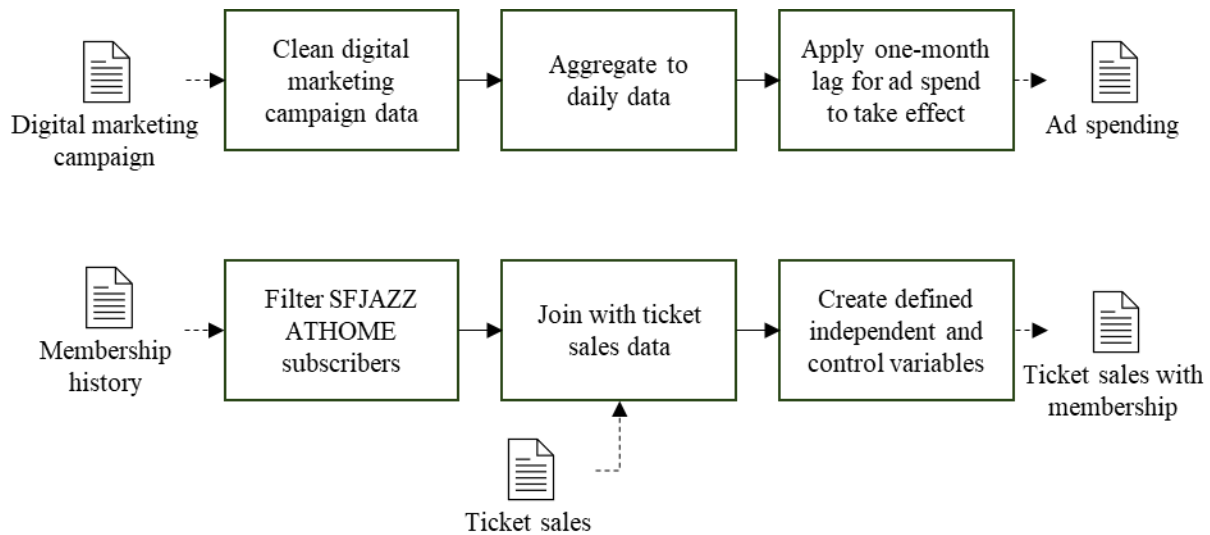 Digital marketing
campaign
Clean digital
marketing
campaign data
Aggregate to
daily data
Apply one-month
lag for ad spend
to take effect
Ad spending
Membership
history
Filter SFJAZZ
ATHOME
subscribers
Join with ticket
sales data
Create defined
independent and
control variables
Ticket sales with
membership
Ticket sales